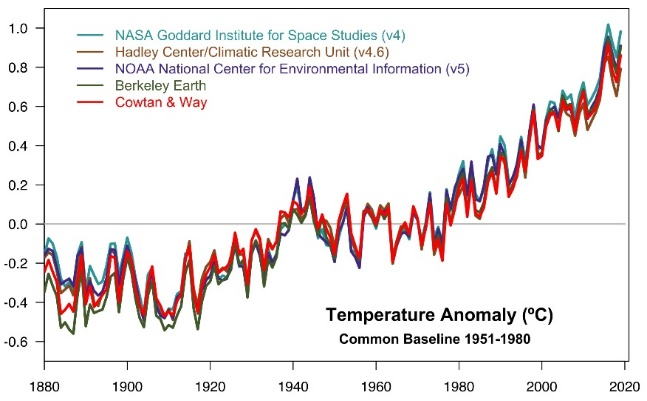 NASA Goddard Institute for Space Studies (v4)
Hadley Center/Climatic Research Unit (v4.6)
NOAA National Center for Environmental Information (v5)
Berkeley Earth
Cowtan & Way
1.0
0.8
0.6
0.4
0.2
0.0
-0.2
-0.4
-0.6
Temperature Anomaly (ºC)
Common Baseline 1951-1980
1880 1900 1920 1940 1960 1980 2000 2020